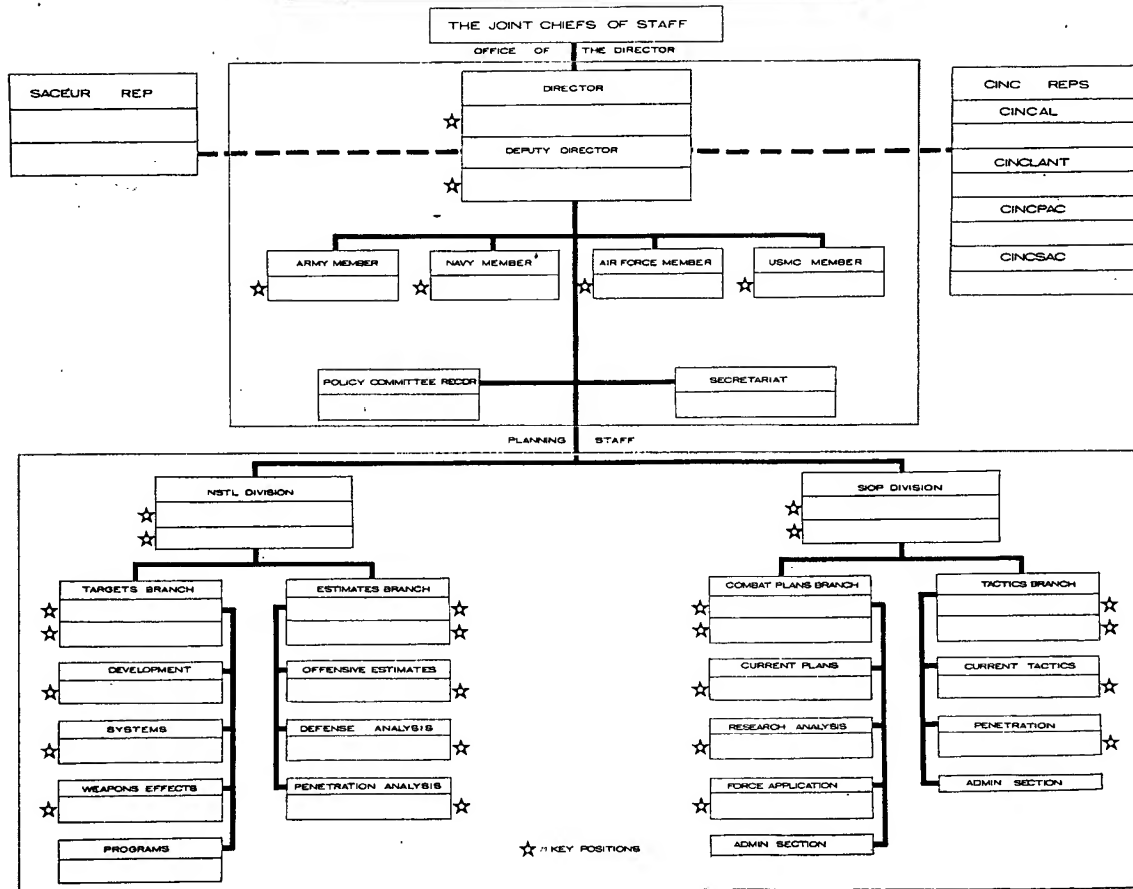 THE JOINT CHIEFS OF STAFF
OFFICE OF THE DIRECTOR
SACEUR REP
DIRECTOR
DEPUTY DIRECTOR
CINC REPS
CINCAL
CINCLANT
CINCPAC
CINCSAC
ARMY MEMBER
NAVY MEMBER
AIR FORCE MEMBER
USMC MEMBER
POLICY COMMITTEE RECOR
SECRETARIAT
PLANNING STAFF
NSTL DIVISION
SIOP DIVISION
TARGETS BRANCH
DEVELOPMENT
SYSTEMS
WEAPONS EFFECTS
PROGRAMS
ESTIMATES BRANCH
OFFENSIVE ESTIMATES
DEFENSE ANALYSIS
PENETRATION ANALYSIS
COMBAT PLANS BRANCH
CURRENT PLANS
RESEARCH ANALYSIS
FORCE APPLICATION
ADMIN SECTION
TACTICS BRANCH
CURRENT TACTICS
PENETRATION
ADMIN SECTION
KEY POSITIONS